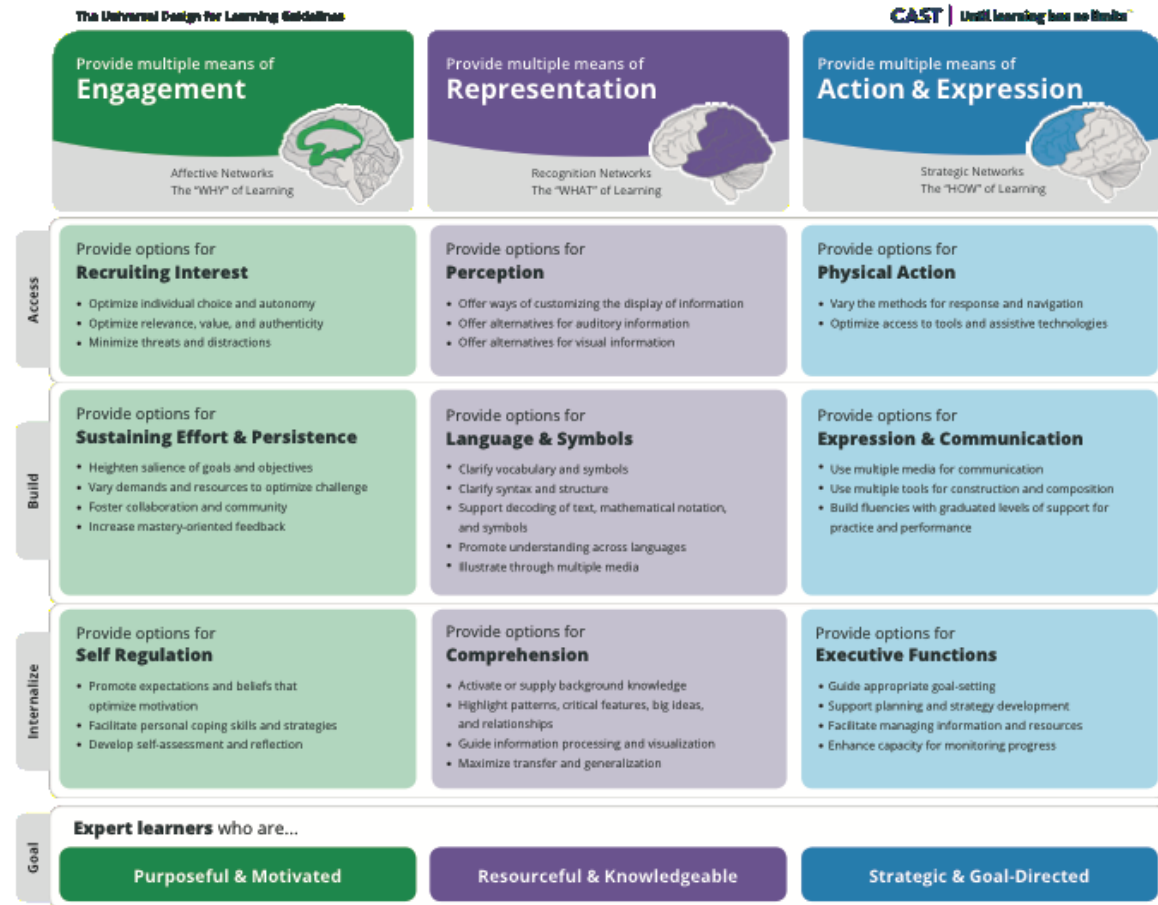 The Universal Design for Learning Guidelines
CAST | Until learning has no limits
Provide multiple means of
Engagement
Affective Networks
The "WHY" of Learning
Provide multiple means of
Representation
Recognition Networks
The "WHAT" of Learning
Provide multiple means of
Action & Expression
Strategic Networks
The "HOW" of Learning
Access
Provide options for
Recruiting Interest
• Optimize individual choice and autonomy
• Optimize relevance, value, and authenticity
• Minimize threats and distractions
Provide options for
Perception
• Offer ways of customizing the display of information
• Offer alternatives for auditory information
• Offer alternatives for visual information
Provide options for
Physical Action
• Vary the methods for response and navigation
• Optimize access to tools and assistive technologies
Build
Provide options for
Sustaining Effort & Persistence
• Heighten salience of goals and objectives
• Vary demands and resources to optimize challenge
• Foster collaboration and community
• Increase mastery-oriented feedback
Provide options for
Language & Symbols
• Clarify vocabulary and symbols
• Clarify syntax and structure
• Support decoding of text, mathematical notation,
and symbols
• Promote understanding across languages
• Illustrate through multiple media
Provide options for
Expression & Communication
• Use multiple media for communication
• Use multiple tools for construction and composition
• Build fluencies with graduated levels of support for
practice and performance
Internalize
Provide options for
Self Regulation
• Promote expectations and beliefs that
optimize motivation
• Facilitate personal coping skills and strategies
• Develop self-assessment and reflection
Provide options for
Comprehension
• Activate or supply background knowledge
• Highlight patterns, critical features, big ideas,
and relationships
• Guide information processing and visualization
• Maximize transfer and generalization
Provide options for
Executive Functions
• Guide appropriate goal-setting
• Support planning and strategy development
• Facilitate managing information and resources
• Enhance capacity for monitoring progress
Goal
Expert learners who are...
Purposeful & Motivated
Resourceful & Knowledgeable
Strategic & Goal-Directed